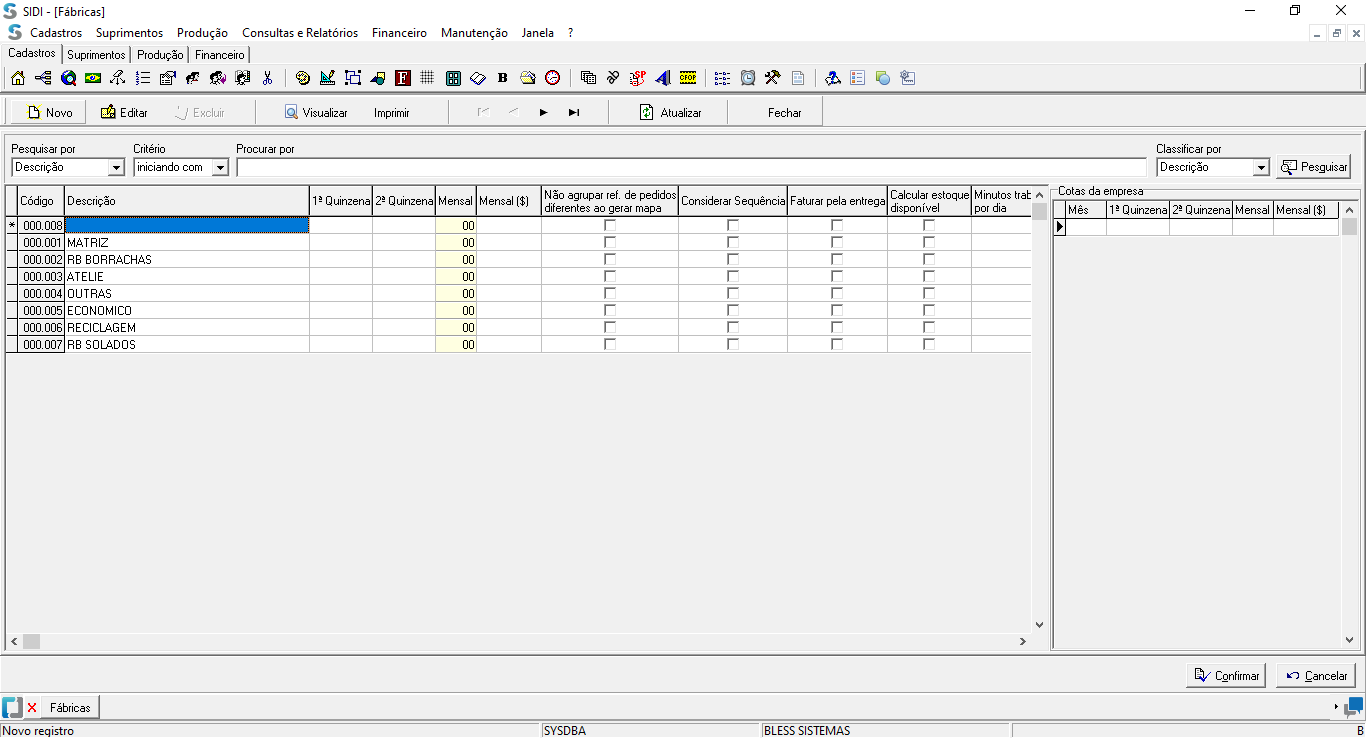 SIDI - [Fábricas]
Cadastros Suprimentos Produção Consultas e Relatórios Financeiro Manutenção Janela ?
Cadastros Suprimentos Produção Financeiro
F B SP CFOP
Novo Editar Excluir Visualizar Imprimir Atualizar Fechar
Pesquisar por Critério Procurar por Classificar por
Descrição iniciando com Descrição Pesquisar
Cotas da empresa
Código Descrição 1ª Quinzena 2ª Quinzena Mensal Mensal ($) Não agrupar ref. de pedidos diferentes ao gerar mapa Considerar Sequência Faturar pela entrega Calcular estoque disponível Minutos trab por dia
Mês 1ª Quinzena 2ª Quinzena Mensal Mensal ($)
* 000.008 00
000.001 MATRIZ 00
000.002 RB BORRACHAS 00
000.003 ATELIE 00
000.004 OUTRAS 00
000.005 ECONOMICO 00
000.006 RECICLAGEM 00
000.007 RB SOLADOS 00
Confirmar Cancelar
Fábricas
Novo registro SYSDBA BLESS SISTEMAS B